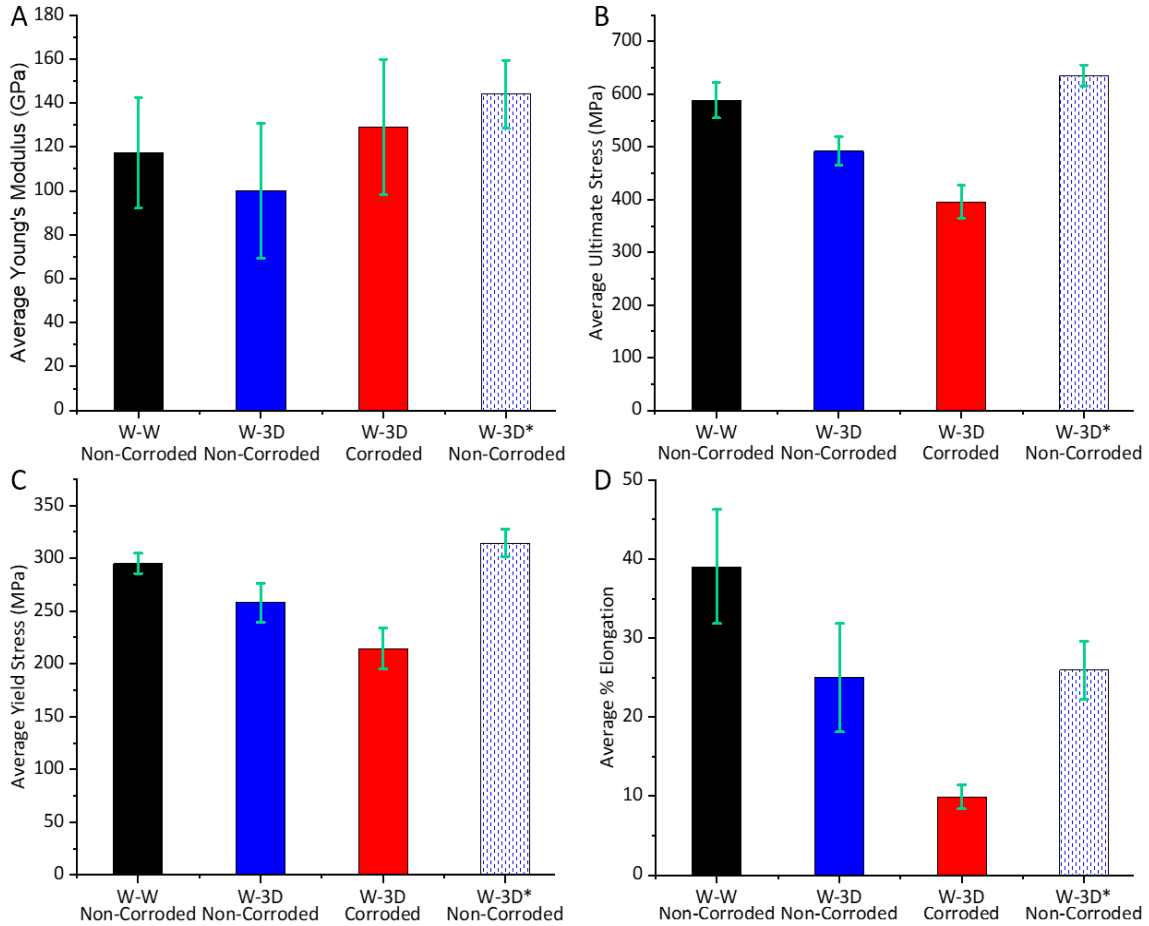 A
Average Young's Modulus (GPa)
180
160
140
120
100
80
60
40
20
0
W-W
Non-Corroded
W-3D
Non-Corroded
W-3D
Corroded
W-3D*
Non-Corroded
B
Average Ultimate Stress (MPa)
700
600
500
400
300
200
100
0
W-W
Non-Corroded
W-3D
Non-Corroded
W-3D
Corroded
W-3D*
Non-Corroded
C
Average Yield Stress (MPa)
350
300
250
200
150
100
50
0
W-W
Non-Corroded
W-3D
Non-Corroded
W-3D
Corroded
W-3D*
Non-Corroded
D
Average % Elongation
50
40
30
20
10
0
W-W
Non-Corroded
W-3D
Non-Corroded
W-3D
Corroded
W-3D*
Non-Corroded